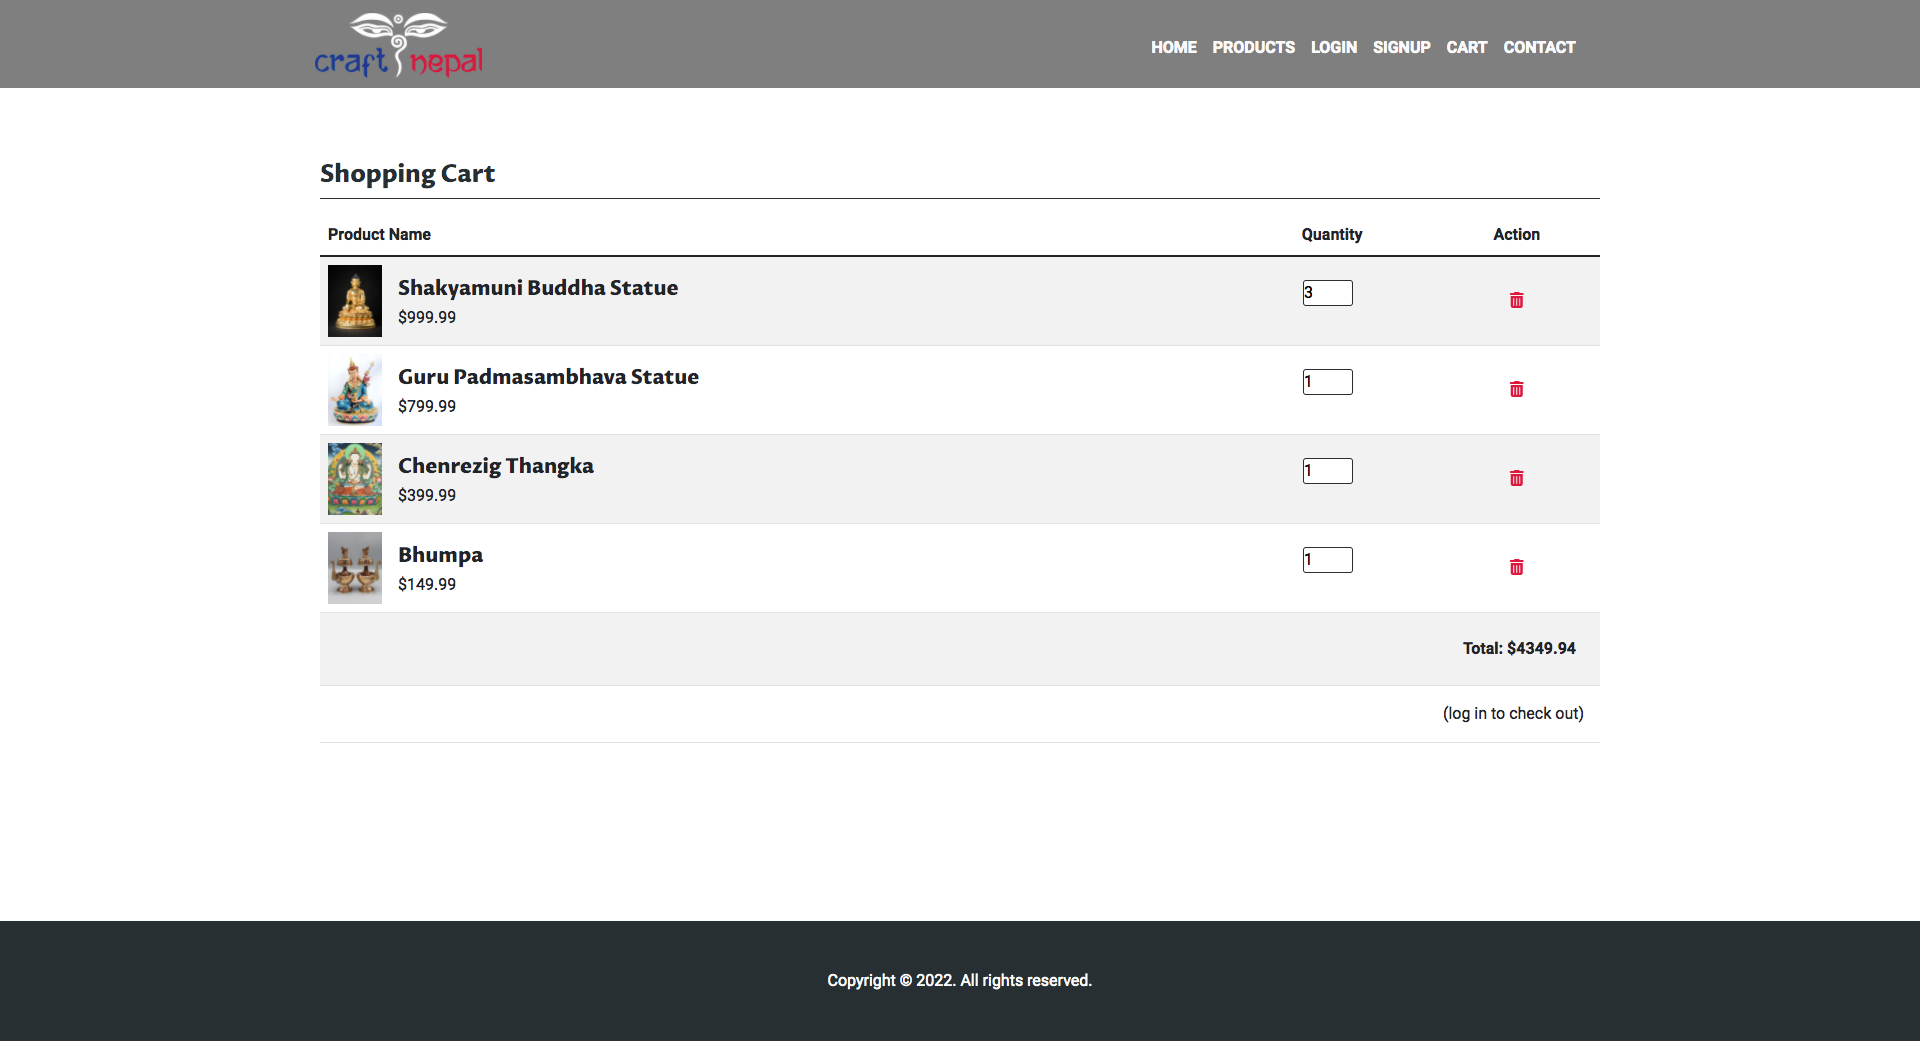 craft nepal
HOME PRODUCTS LOGIN SIGNUP CART CONTACT
Shopping Cart
Product Name Quantity Action
Shakyamuni Buddha Statue
$999.99
3
Guru Padmasambhava Statue
$799.99
1
Chenrezig Thangka
$399.99
1
Bhumpa
$149.99
1
Total: $4349.94
(log in to check out)
Copyright © 2022. All rights reserved.